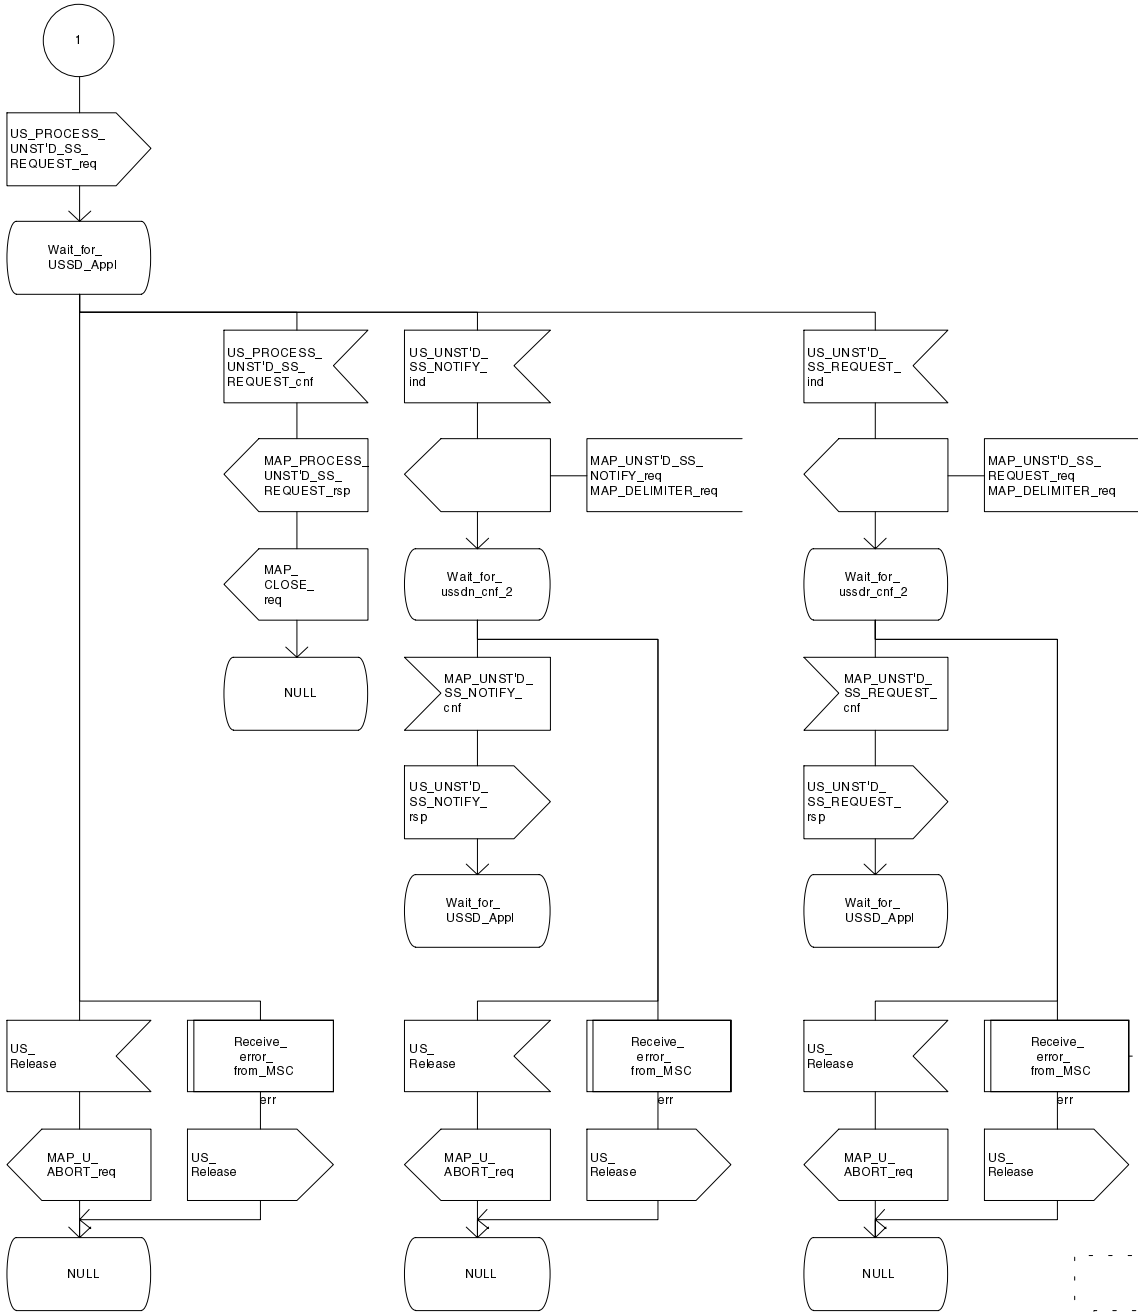 1
US_PROCESS_
UNST'D_SS_
REQUEST_req
Wait_for_
USSD_Appl
US_PROCESS_
UNST'D_SS_
REQUEST_cnf
US_UNST'D_
SS_NOTIFY_
ind
US_UNST'D_
SS_REQUEST_
ind
MAP_PROCESS_
UNST'D_SS_
REQUEST_rsp
MAP_UNST'D_SS_
NOTIFY_req
MAP_DELIMITER_req
MAP_UNST'D_SS_
REQUEST_req
MAP_DELIMITER_req
MAP_
CLOSE_
req
Wait_for_
ussdn_cnf_2
Wait_for_
ussdr_cnf_2
NULL
MAP_UNST'D_
SS_NOTIFY_
cnf
MAP_UNST'D_
SS_REQUEST_
cnf
US_UNST'D_
SS_NOTIFY_
rsp
US_UNST'D_
SS_REQUEST_
rsp
Wait_for_
USSD_Appl
Wait_for_
USSD_Appl
US_
Release
Receive_
error_
from_MSC
err
US_
Release
Receive_
error_
from_MSC
err
US_
Release
Receive_
error_
from_MSC
err
MAP_U_
ABORT_req
US_
Release
MAP_U_
ABORT_req
US_
Release
MAP_U_
ABORT_req
US_
Release
NULL
NULL
NULL